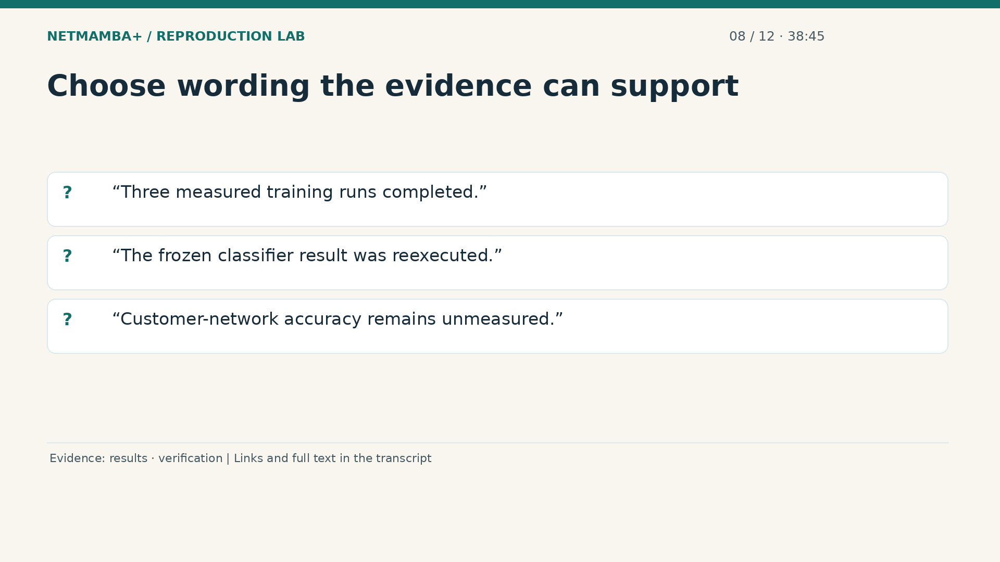 NETMAMBA+ / REPRODUCTION LAB
08 / 12 · 38:45
Choose wording the evidence can support
? “Three measured training runs completed.”
? “The frozen classifier result was reexecuted.”
? “Customer-network accuracy remains unmeasured.”
Evidence: results · verification | Links and full text in the transcript